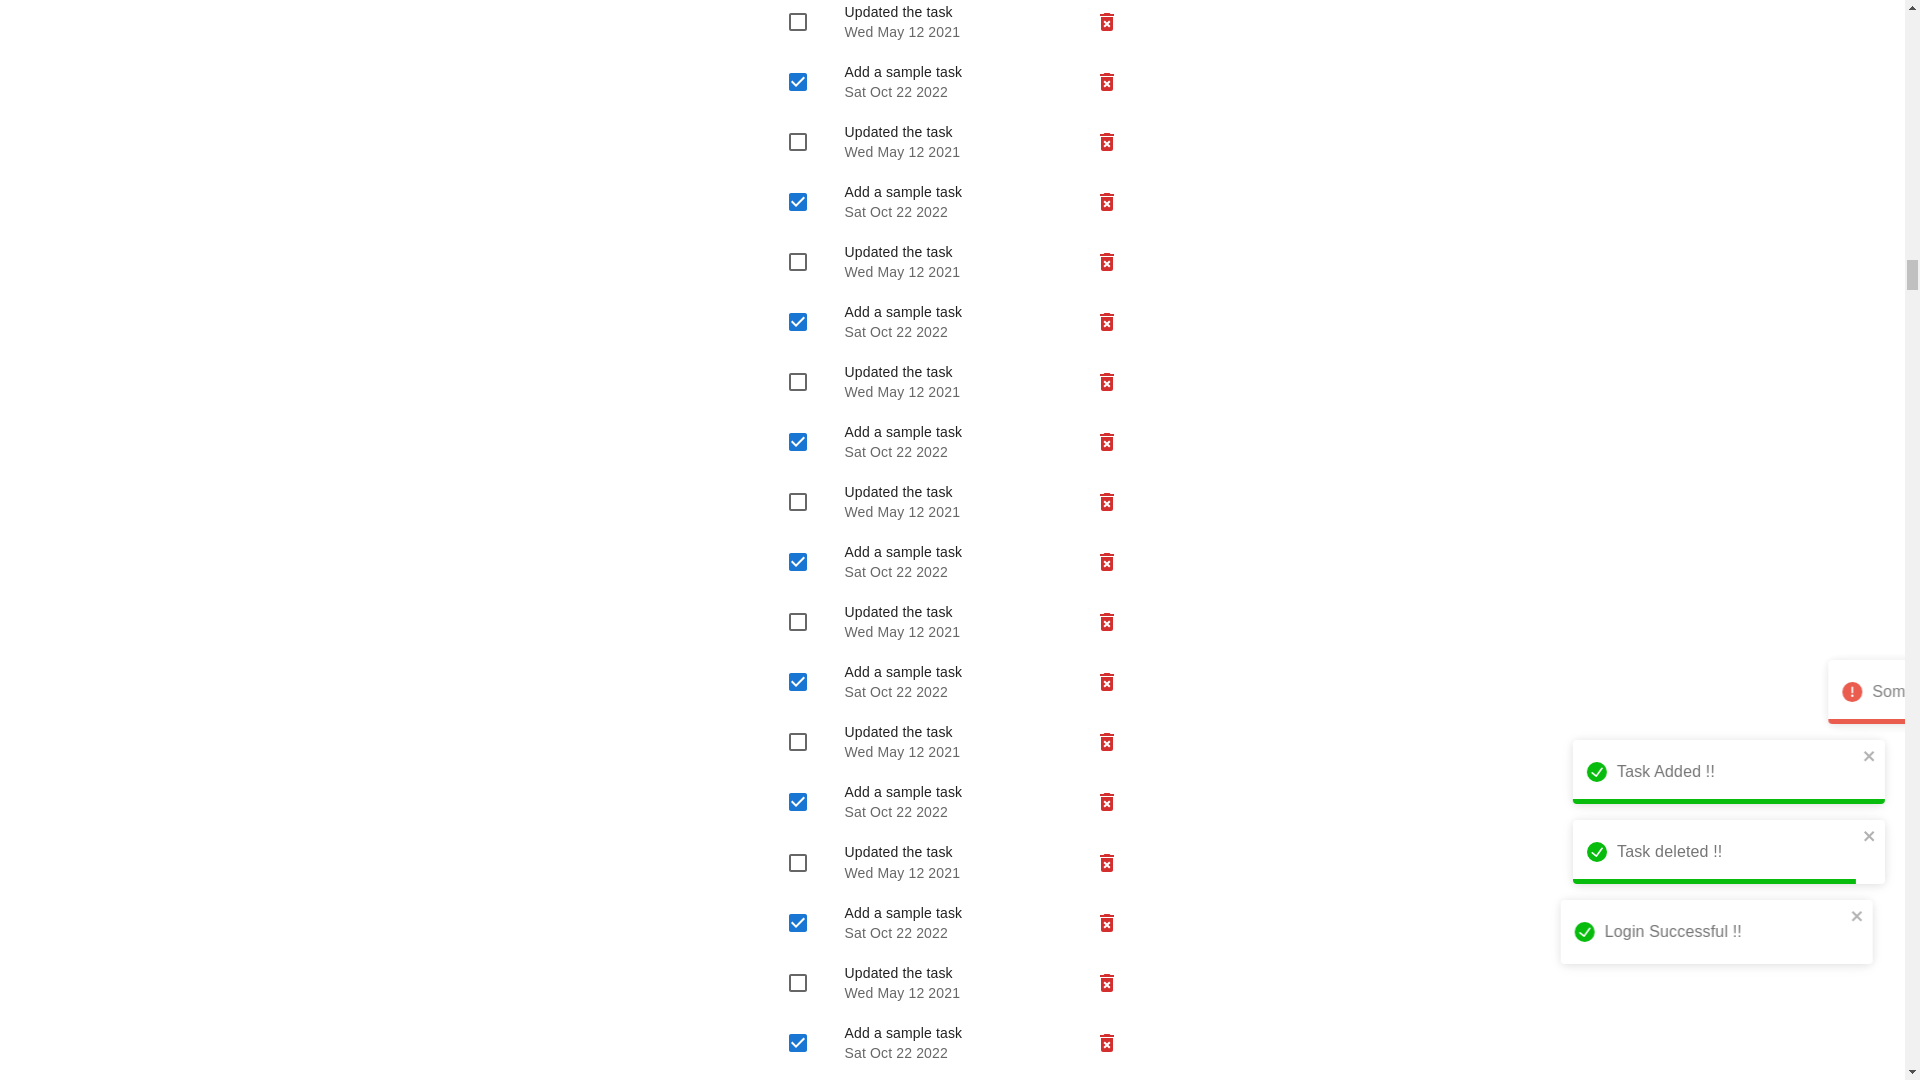 Updated the task
Wed May 12 2021
Add a sample task
Sat Oct 22 2022
Updated the task
Wed May 12 2021
Add a sample task
Sat Oct 22 2022
Updated the task
Wed May 12 2021
Add a sample task
Sat Oct 22 2022
Updated the task
Wed May 12 2021
Add a sample task
Sat Oct 22 2022
Updated the task
Wed May 12 2021
Add a sample task
Sat Oct 22 2022
Updated the task
Wed May 12 2021
Add a sample task
Sat Oct 22 2022
Updated the task
Wed May 12 2021
Add a sample task
Sat Oct 22 2022
Updated the task
Wed May 12 2021
Add a sample task
Sat Oct 22 2022
Updated the task
Wed May 12 2021
Add a sample task
Sat Oct 22 2022
Som
Task Added !!
Task deleted !!
Login Successful !!